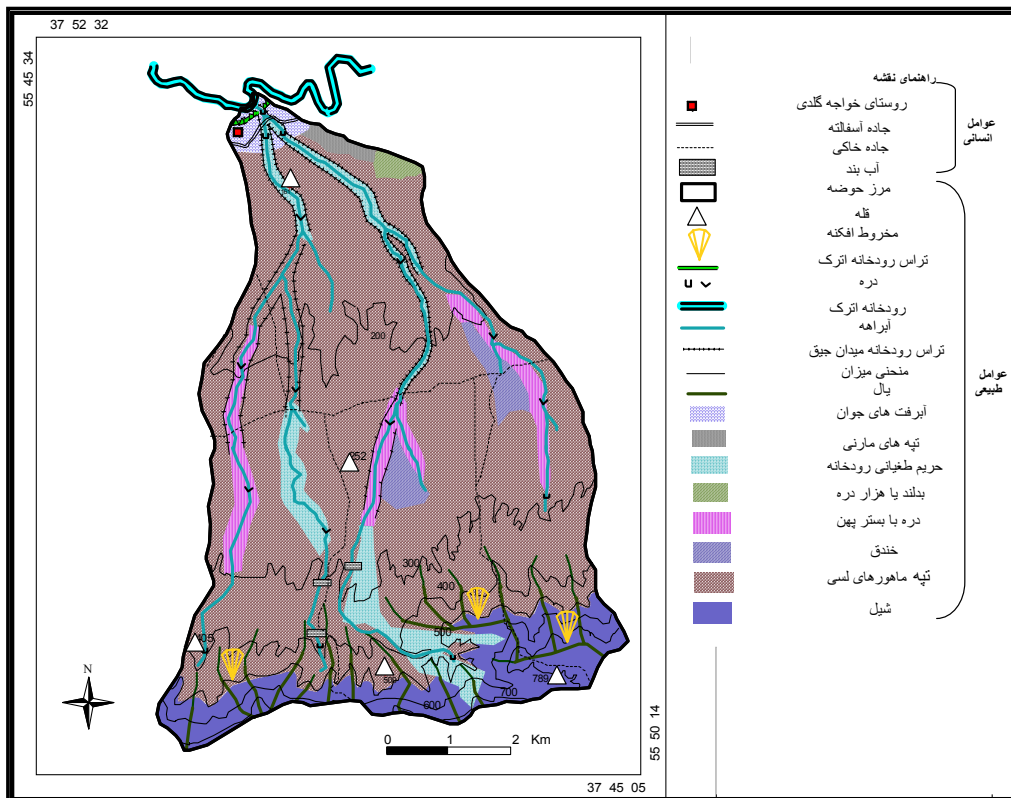 37 52 32
55 45 34
200
252
300
400
405
500
600
700
789
N
0 1 2 Km
55 50 14
37 45 05
راهنمای نقشه
عوامل
انسانی
روستای خواجه گلدی
جاده آسفالته
جاده خاکی
آب بند
عوامل
طبیعی
مرز حوضه
قله
مخروط افکنه
تراس رودخانه اترک
دره
رودخانه اترک
آبراهه
تراس رودخانه میدان جیق
منحنی میزان
یال
آبرفت های جوان
تپه های مارنی
حریم طغیانی رودخانه
بدلند یا هزار دره
دره با بستر پهن
خندق
تپه ماهورهای لسی
شیل